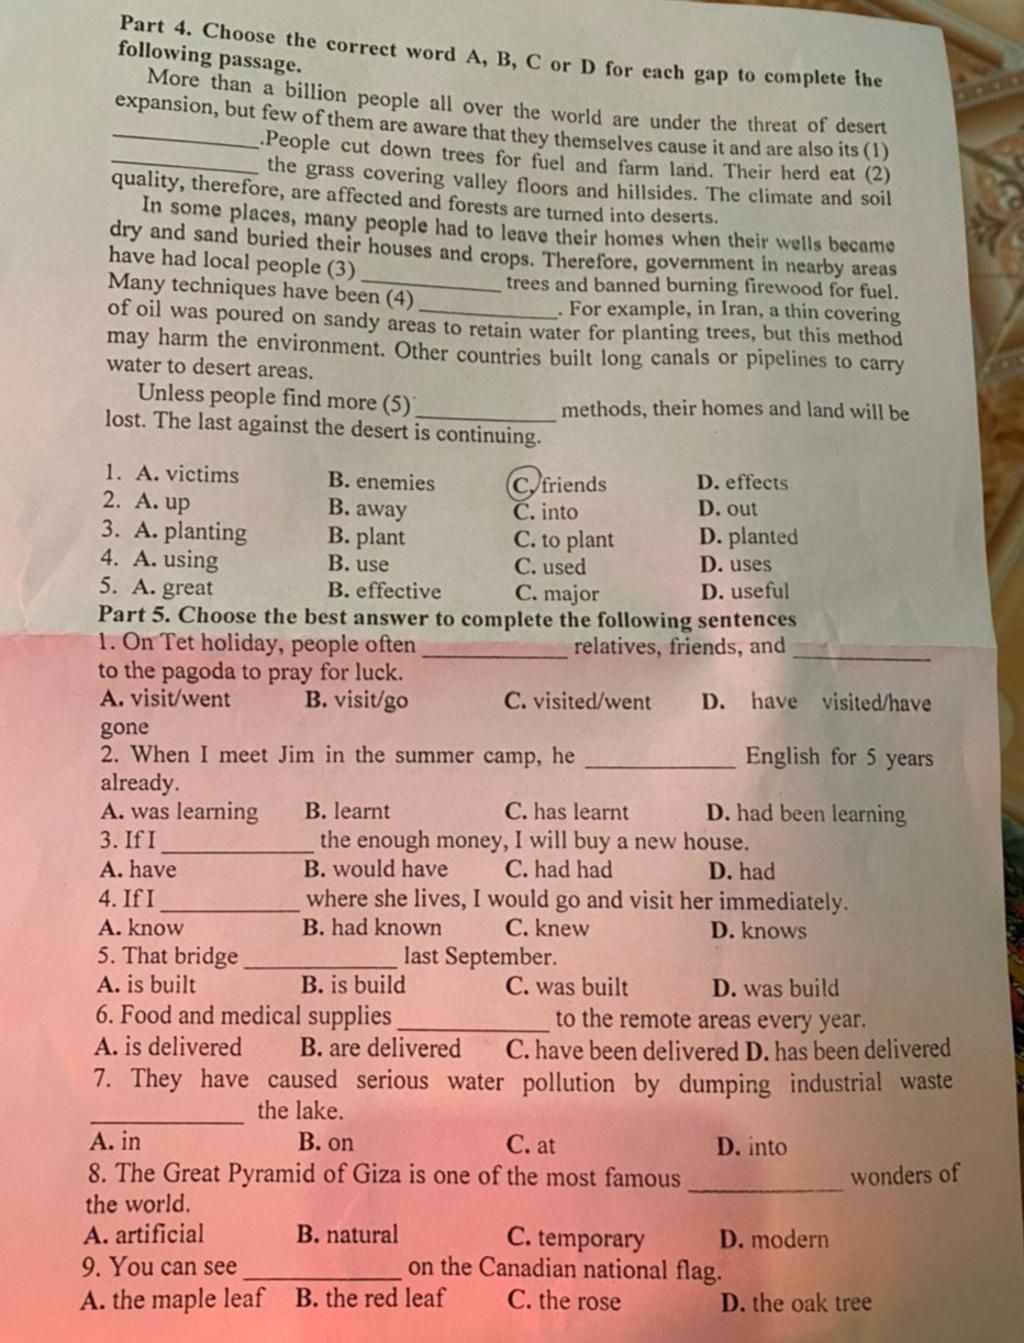 Part 4. Choose the correct word A, B, C or D for each gap to complete the
following passage.
More than a billion people all over the world are under the threat of desert
expansion, but few of them are aware that they themselves cause it and are also its (1)
____________.People cut down trees for fuel and farm land. Their herd eat (2)
____________ the grass covering valley floors and hillsides. The climate and soil
quality, therefore, are affected and forests are turned into deserts.
In some places, many people had to leave their homes when their wells became
dry and sand buried their houses and crops. Therefore, government in nearby areas
have had local people (3) ____________ trees and banned burning firewood for fuel.
Many techniques have been (4) ____________. For example, in Iran, a thin covering
of oil was poured on sandy areas to retain water for planting trees, but this method
may harm the environment. Other countries built long canals or pipelines to carry
water to desert areas.
Unless people find more (5) ____________ methods, their homes and land will be
lost. The last against the desert is continuing.
1. A. victims B. enemies C. friends D. effects
2. A. up B. away C. into D. out
3. A. planting B. plant C. to plant D. planted
4. A. using B. use C. used D. uses
5. A. great B. effective C. major D. useful
Part 5. Choose the best answer to complete the following sentences
1. On Tet holiday, people often ____________ relatives, friends, and ____________
to the pagoda to pray for luck.
A. visit/went B. visit/go C. visited/went D. have visited/have
gone
2. When I meet Jim in the summer camp, he ____________ English for 5 years
already.
A. was learning B. learnt C. has learnt D. had been learning
3. If I ____________ the enough money, I will buy a new house.
A. have B. would have C. had had D. had
4. If I ____________ where she lives, I would go and visit her immediately.
A. know B. had known C. knew D. knows
5. That bridge ____________ last September.
A. is built B. is build C. was built D. was build
6. Food and medical supplies ____________ to the remote areas every year.
A. is delivered B. are delivered C. have been delivered D. has been delivered
7. They have caused serious water pollution by dumping industrial waste
____________ the lake.
A. in B. on C. at D. into
8. The Great Pyramid of Giza is one of the most famous ____________ wonders of
the world.
A. artificial B. natural C. temporary D. modern
9. You can see ____________ on the Canadian national flag.
A. the maple leaf B. the red leaf C. the rose D. the oak tree